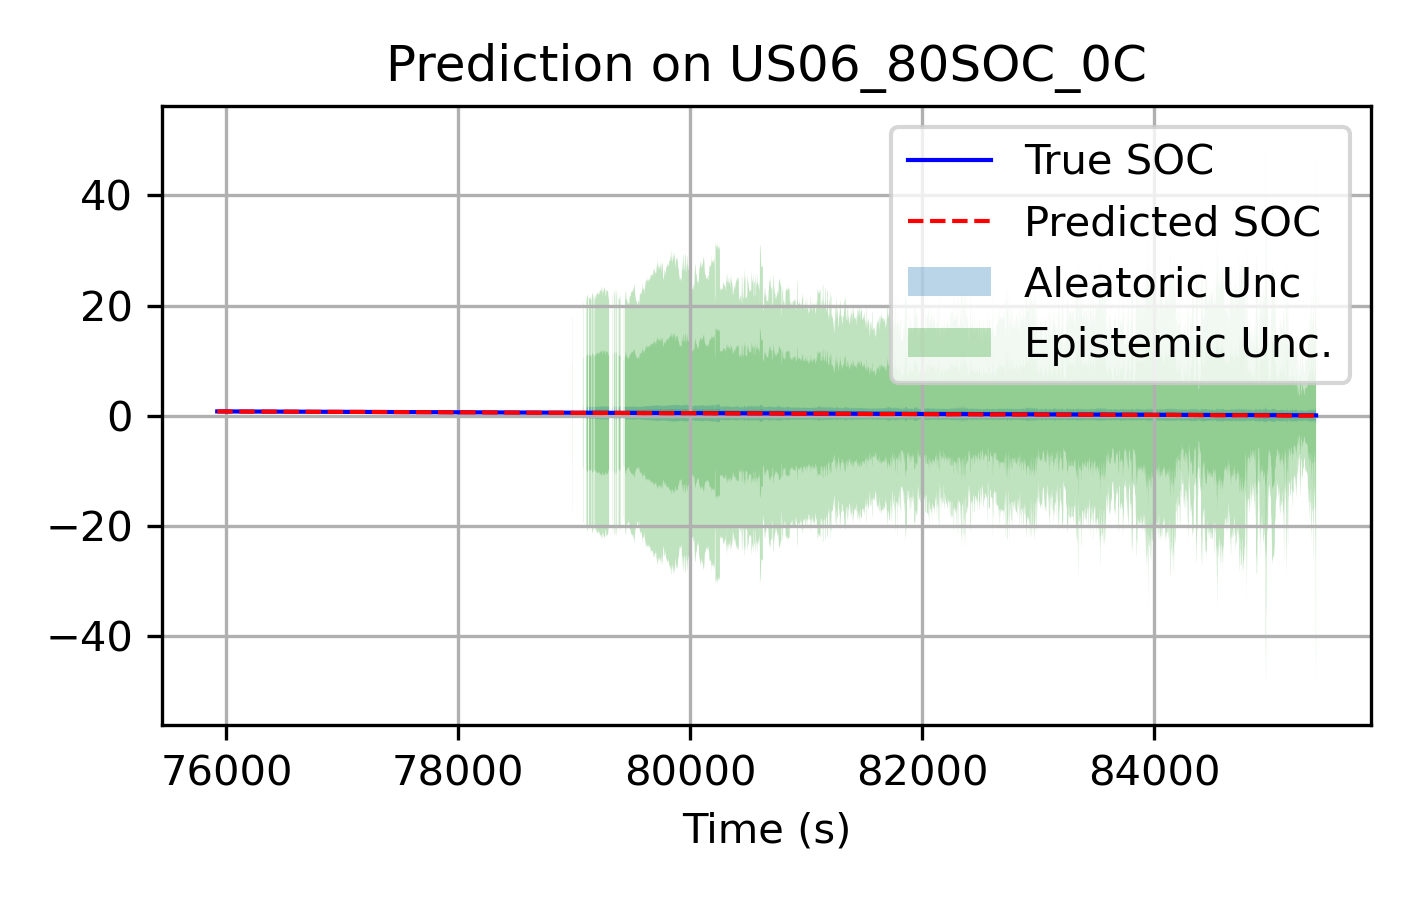 Prediction on US06_80SOC_0C
True SOC
Predicted SOC
Aleatoric Unc
Epistemic Unc.
40
20
0
−20
−40
76000 78000 80000 82000 84000
Time (s)